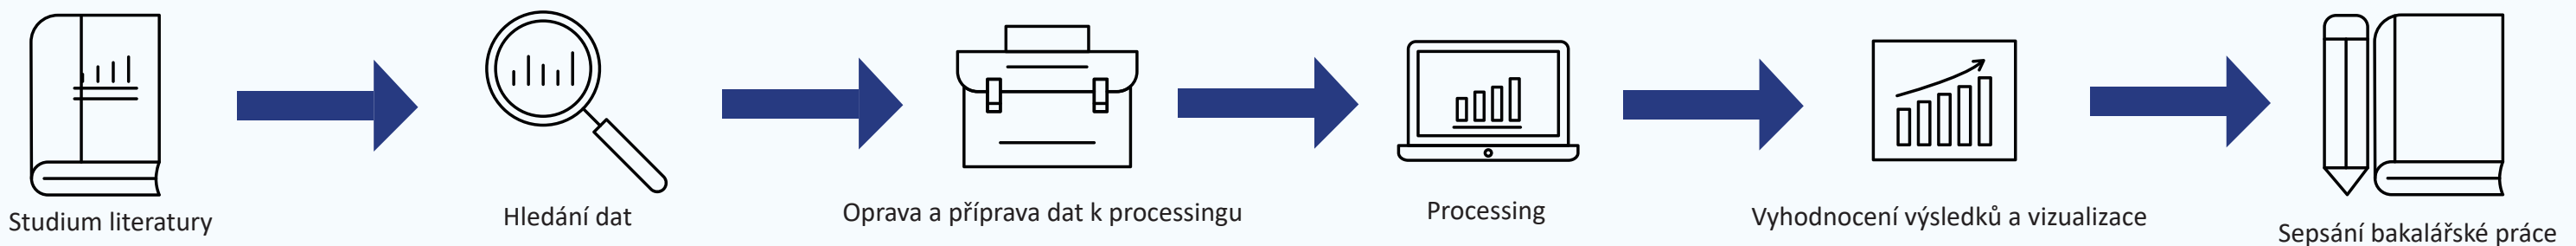 Studium literatury
Hledání dat
Oprava a příprava dat k processingu
Processing
Vyhodnocení výsledků a vizualizace
Sepsání bakalářské práce